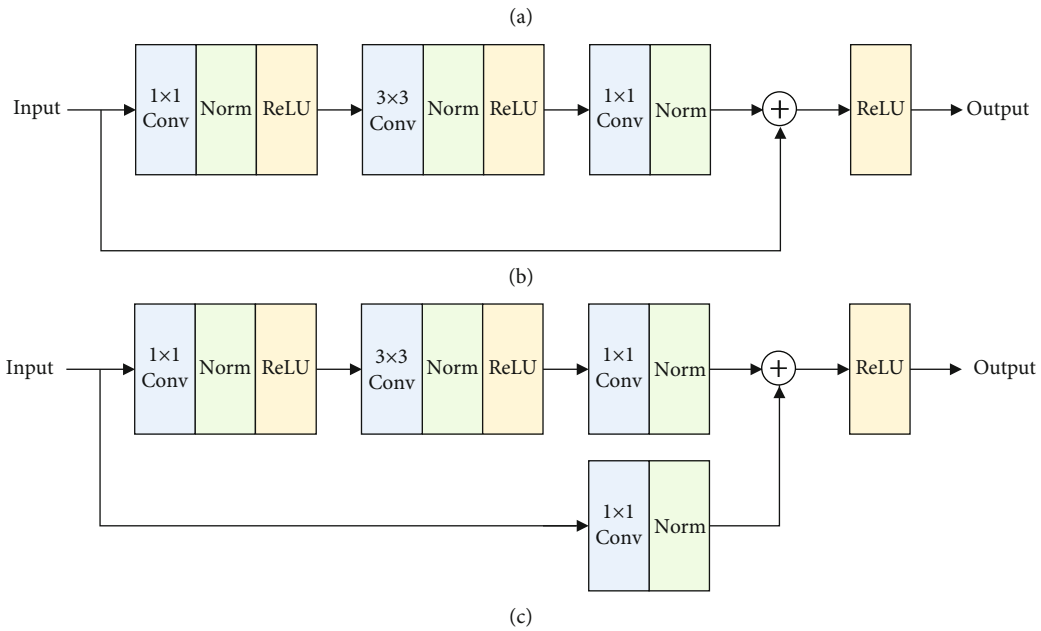 (a)
Input
1×1
Conv
Norm
ReLU
3×3
Conv
Norm
ReLU
1×1
Conv
Norm
+
ReLU
Output
(b)
Input
1×1
Conv
Norm
ReLU
3×3
Conv
Norm
ReLU
1×1
Conv
Norm
+
ReLU
Output
1×1
Conv
Norm
(c)